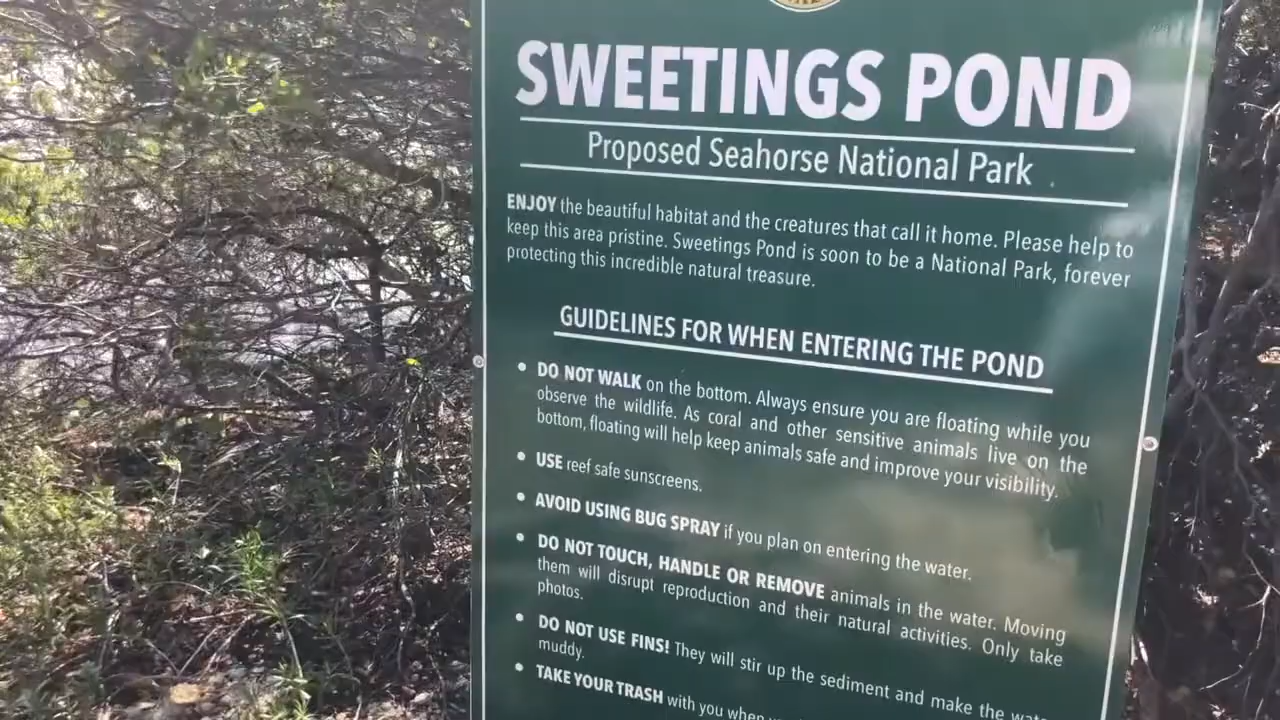 SWEETINGS POND
Proposed Seahorse National Park
ENJOY the beautiful habitat and the creatures that call it home. Please help to
keep this area pristine. Sweetings Pond is soon to be a National Park, forever
protecting this incredible natural treasure.
GUIDELINES FOR WHEN ENTERING THE POND
• DO NOT WALK on the bottom. Always ensure you are floating while you
observe the wildlife. As coral and other sensitive animals live on the
bottom, floating will help keep animals safe and improve your visibility.
• USE reef safe sunscreens.
• AVOID USING BUG SPRAY if you plan on entering the water.
• DO NOT TOUCH, HANDLE OR REMOVE animals in the water. Moving
them will disrupt reproduction and their natural activities. Only take
photos.
• DO NOT USE FINS! They will stir up the sediment and make the
muddy.
• TAKE YOUR TRASH with you when